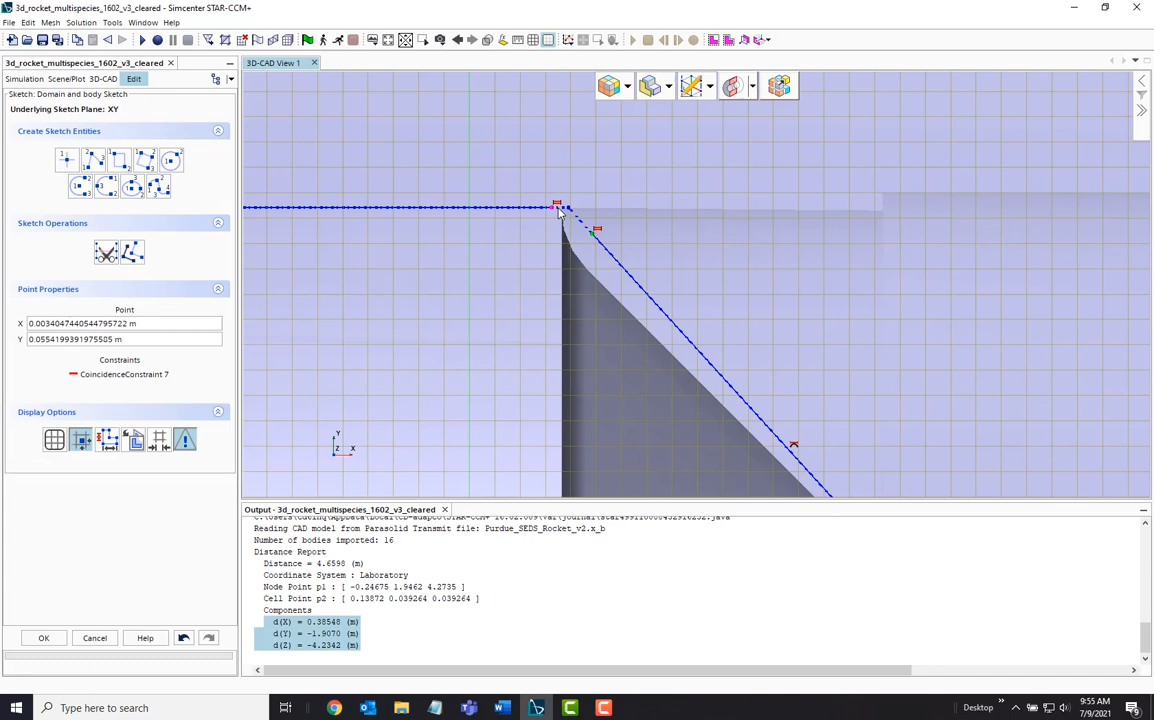 3d_rocket_multispecies_1602_v3_cleared - Simcenter STAR-CCM+
File Edit Mesh Solution Tools Window Help
3d_rocket_multispecies_1602_v3_cleared
Simulation Scene/Plot 3D-CAD Edit
Sketch: Domain and body Sketch
Underlying Sketch Plane: XY
Create Sketch Entities
Sketch Operations
Point Properties
Point
X 0.0034047440544795722 m
Y 0.0554199391975505 m
Constraints
CoincidenceConstraint 7
Display Options
OK Cancel Help
3D-CAD View 1
Y
Z X
Output - 3d_rocket_multispecies_1602_v3_cleared
Reading CAD model from Parasolid Transmit file: Purdue_SEDS_Rocket_v2.x_b
Number of bodies imported: 16
Distance Report
Distance = 4.6598 (m)
Coordinate System : Laboratory
Node Point p1 : [ -0.24675 1.9462 4.2735 ]
Cell Point p2 : [ 0.13872 0.039264 0.039264 ]
Components
d(X) = 0.38548 (m)
d(Y) = -1.9070 (m)
d(Z) = -4.2342 (m)
Type here to search
Desktop
9:55 AM
7/9/2021